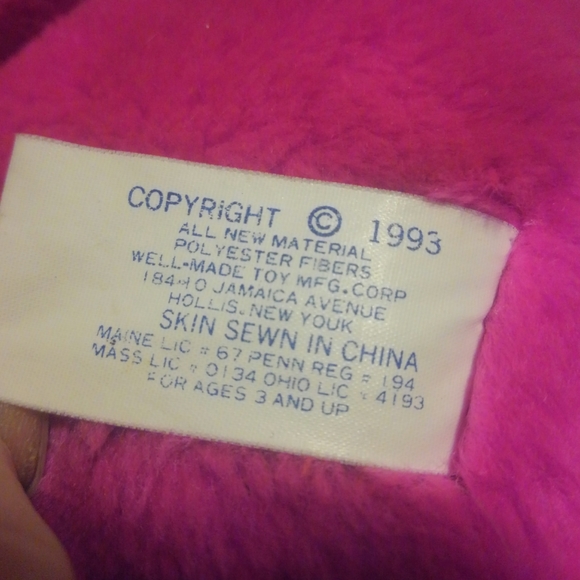 COPYRIGHT © 1993
ALL NEW MATERIAL
POLYESTER FIBERS
WELL-MADE TOY MFG.CORP
184-10 JAMAICA AVENUE
HOLLIS, NEW YOUK
SKIN SEWN IN CHINA
MAINE LIC # 67 PENN REG # 194
MASS LIC # 0134 OHIO LIC # 4193
FOR AGES 3 AND UP